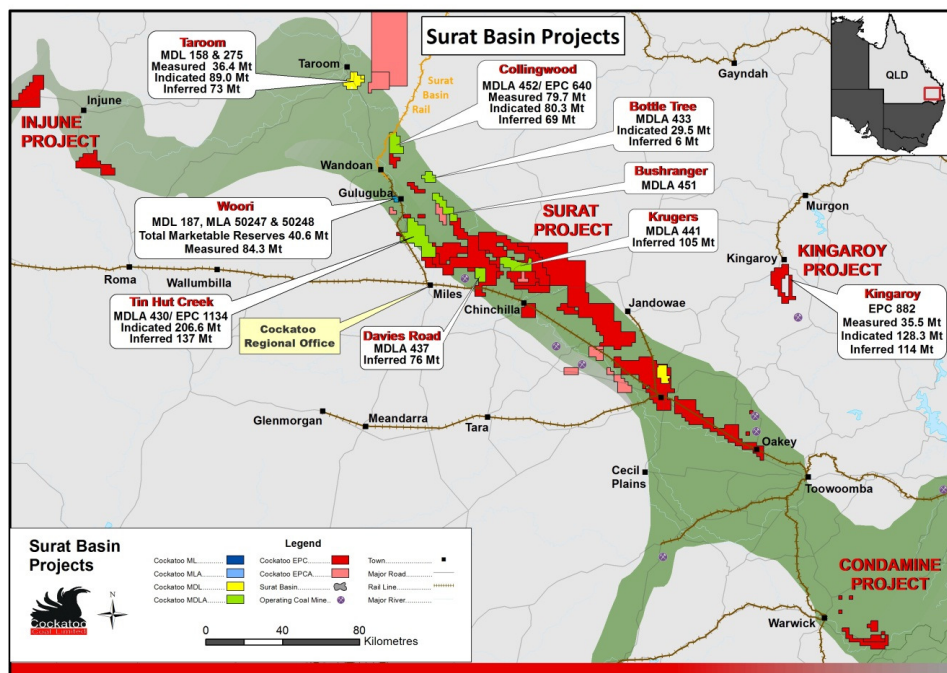 Surat Basin Projects
QLD
Taroom
MDL 158 & 275
Measured 36.4 Mt
Indicated 89.0 Mt
Inferred 73 Mt
Taroom
Surat
Basin
Rail
Collingwood
MDLA 452/ EPC 640
Measured 79.7 Mt
Indicated 80.3 Mt
Inferred 69 Mt
Gayndah
Bottle Tree
MDLA 433
Indicated 29.5 Mt
Inferred 6 Mt
Injune
INJUNE
PROJECT
Wandoan
Guluguba
Bushranger
MDLA 451
Woori
MDL 187, MLA 50247 & 50248
Total Marketable Reserves 40.6 Mt
Measured 84.3 Mt
SURAT
PROJECT
Krugers
MDLA 441
Inferred 105 Mt
Murgon
Kingaroy
KINGAROY
PROJECT
Kingaroy
EPC 882
Measured 35.5 Mt
Indicated 128.3 Mt
Inferred 114 Mt
Roma
Wallumbilla
Tin Hut Creek
MDLA 430/ EPC 1134
Indicated 206.6 Mt
Inferred 137 Mt
Miles
Chinchilla
Jandowae
Cockatoo
Regional Office
Davies Road
MDLA 437
Inferred 76 Mt
Glenmorgan
Meandarra
Tara
Oakey
Cecil
Plains
Toowoomba
CONDAMINE
PROJECT
Warwick
Surat Basin
Projects
Cockatoo
Coal Limited
N
Legend
Cockatoo ML
Cockatoo MLA
Cockatoo MDL
Cockatoo MDLA
Cockatoo EPC
Cockatoo EPCA
Surat Basin
Operating Coal Mine
Town
Major Road
Rail Line
Major River
0 40 80
Kilometres